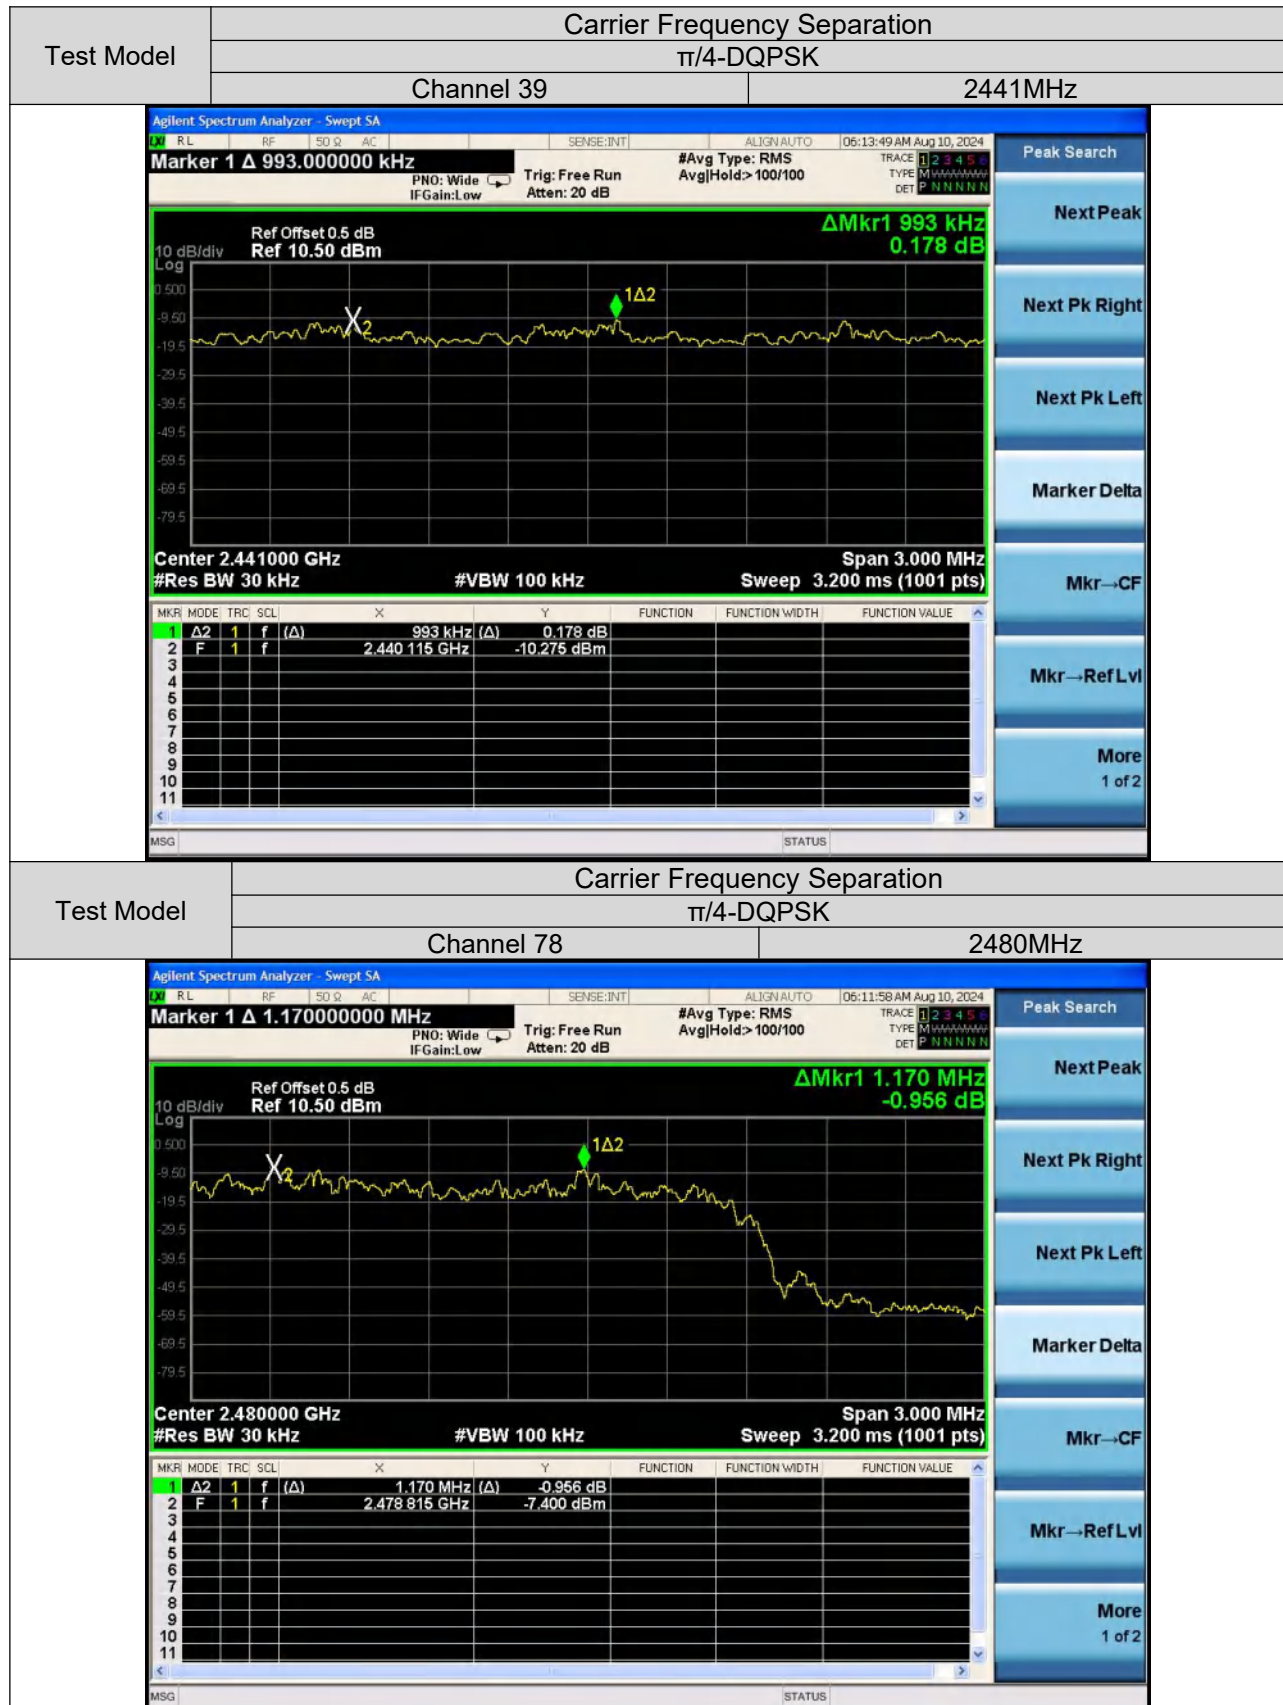 Test Model
Carrier Frequency Separation
π/4-DQPSK
Channel 39 2441MHz
Agilent Spectrum Analyzer - Swept SA
LXI RL RF 50 Ω AC SENSE:INT ALIGN AUTO 06:13:49 AM Aug 10, 2024
Marker 1 Δ 993.000000 kHz
PNO: Wide
IFGain:Low
Trig: Free Run
Atten: 20 dB
#Avg Type: RMS
Avg|Hold:>100/100
TRACE 1 2 3 4 5 6
TYPE M
DET P N N N N N
Peak Search
Next Peak
Next Pk Right
Next Pk Left
Marker Delta
Mkr→CF
Mkr→Ref Lvl
More
1 of 2
ΔMkr1 993 kHz
0.178 dB
Ref Offset 0.5 dB
10 dB/div Ref 10.50 dBm
Log
0.500
-9.50
-19.5
-29.5
-39.5
-49.5
-59.5
-69.5
-79.5
X2
1Δ2
Center 2.441000 GHz Span 3.000 MHz
#Res BW 30 kHz #VBW 100 kHz Sweep 3.200 ms (1001 pts)
MKR MODE TRC SCL X Y FUNCTION FUNCTION WIDTH FUNCTION VALUE
1 Δ2 1 f (Δ) 993 kHz (Δ) 0.178 dB
2 F 1 f 2.440 115 GHz -10.275 dBm
3
4
5
6
7
8
9
10
11
MSG STATUS
Test Model
Carrier Frequency Separation
π/4-DQPSK
Channel 78 2480MHz
Agilent Spectrum Analyzer - Swept SA
LXI RL RF 50 Ω AC SENSE:INT ALIGN AUTO 06:11:58 AM Aug 10, 2024
Marker 1 Δ 1.170000000 MHz
PNO: Wide
IFGain:Low
Trig: Free Run
Atten: 20 dB
#Avg Type: RMS
Avg|Hold:>100/100
TRACE 1 2 3 4 5 6
TYPE M
DET P N N N N N
Peak Search
Next Peak
Next Pk Right
Next Pk Left
Marker Delta
Mkr→CF
Mkr→Ref Lvl
More
1 of 2
ΔMkr1 1.170 MHz
-0.956 dB
Ref Offset 0.5 dB
10 dB/div Ref 10.50 dBm
Log
0.500
-9.50
-19.5
-29.5
-39.5
-49.5
-59.5
-69.5
-79.5
X2
1Δ2
Center 2.480000 GHz Span 3.000 MHz
#Res BW 30 kHz #VBW 100 kHz Sweep 3.200 ms (1001 pts)
MKR MODE TRC SCL X Y FUNCTION FUNCTION WIDTH FUNCTION VALUE
1 Δ2 1 f (Δ) 1.170 MHz (Δ) -0.956 dB
2 F 1 f 2.478 815 GHz -7.400 dBm
3
4
5
6
7
8
9
10
11
MSG STATUS